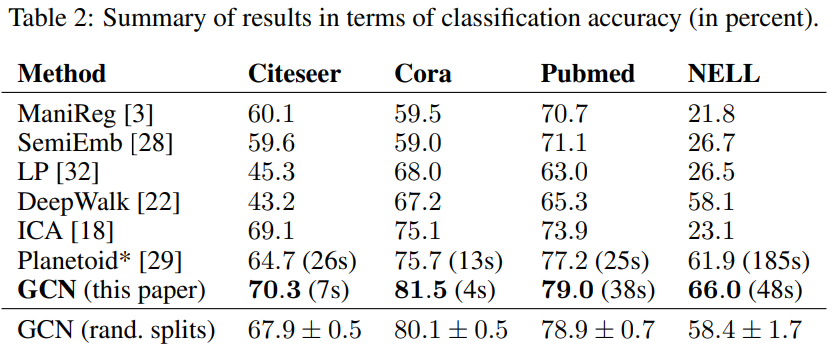 Table 2: Summary of results in terms of classification accuracy (in percent).
Method Citeseer Cora Pubmed NELL
ManiReg [3] 60.1 59.5 70.7 21.8
SemiEmb [28] 59.6 59.0 71.1 26.7
LP [32] 45.3 68.0 63.0 26.5
DeepWalk [22] 43.2 67.2 65.3 58.1
ICA [18] 69.1 75.1 73.9 23.1
Planetoid* [29] 64.7 (26s) 75.7 (13s) 77.2 (25s) 61.9 (185s)
GCN (this paper) 70.3 (7s) 81.5 (4s) 79.0 (38s) 66.0 (48s)
GCN (rand. splits) 67.9 ± 0.5 80.1 ± 0.5 78.9 ± 0.7 58.4 ± 1.7